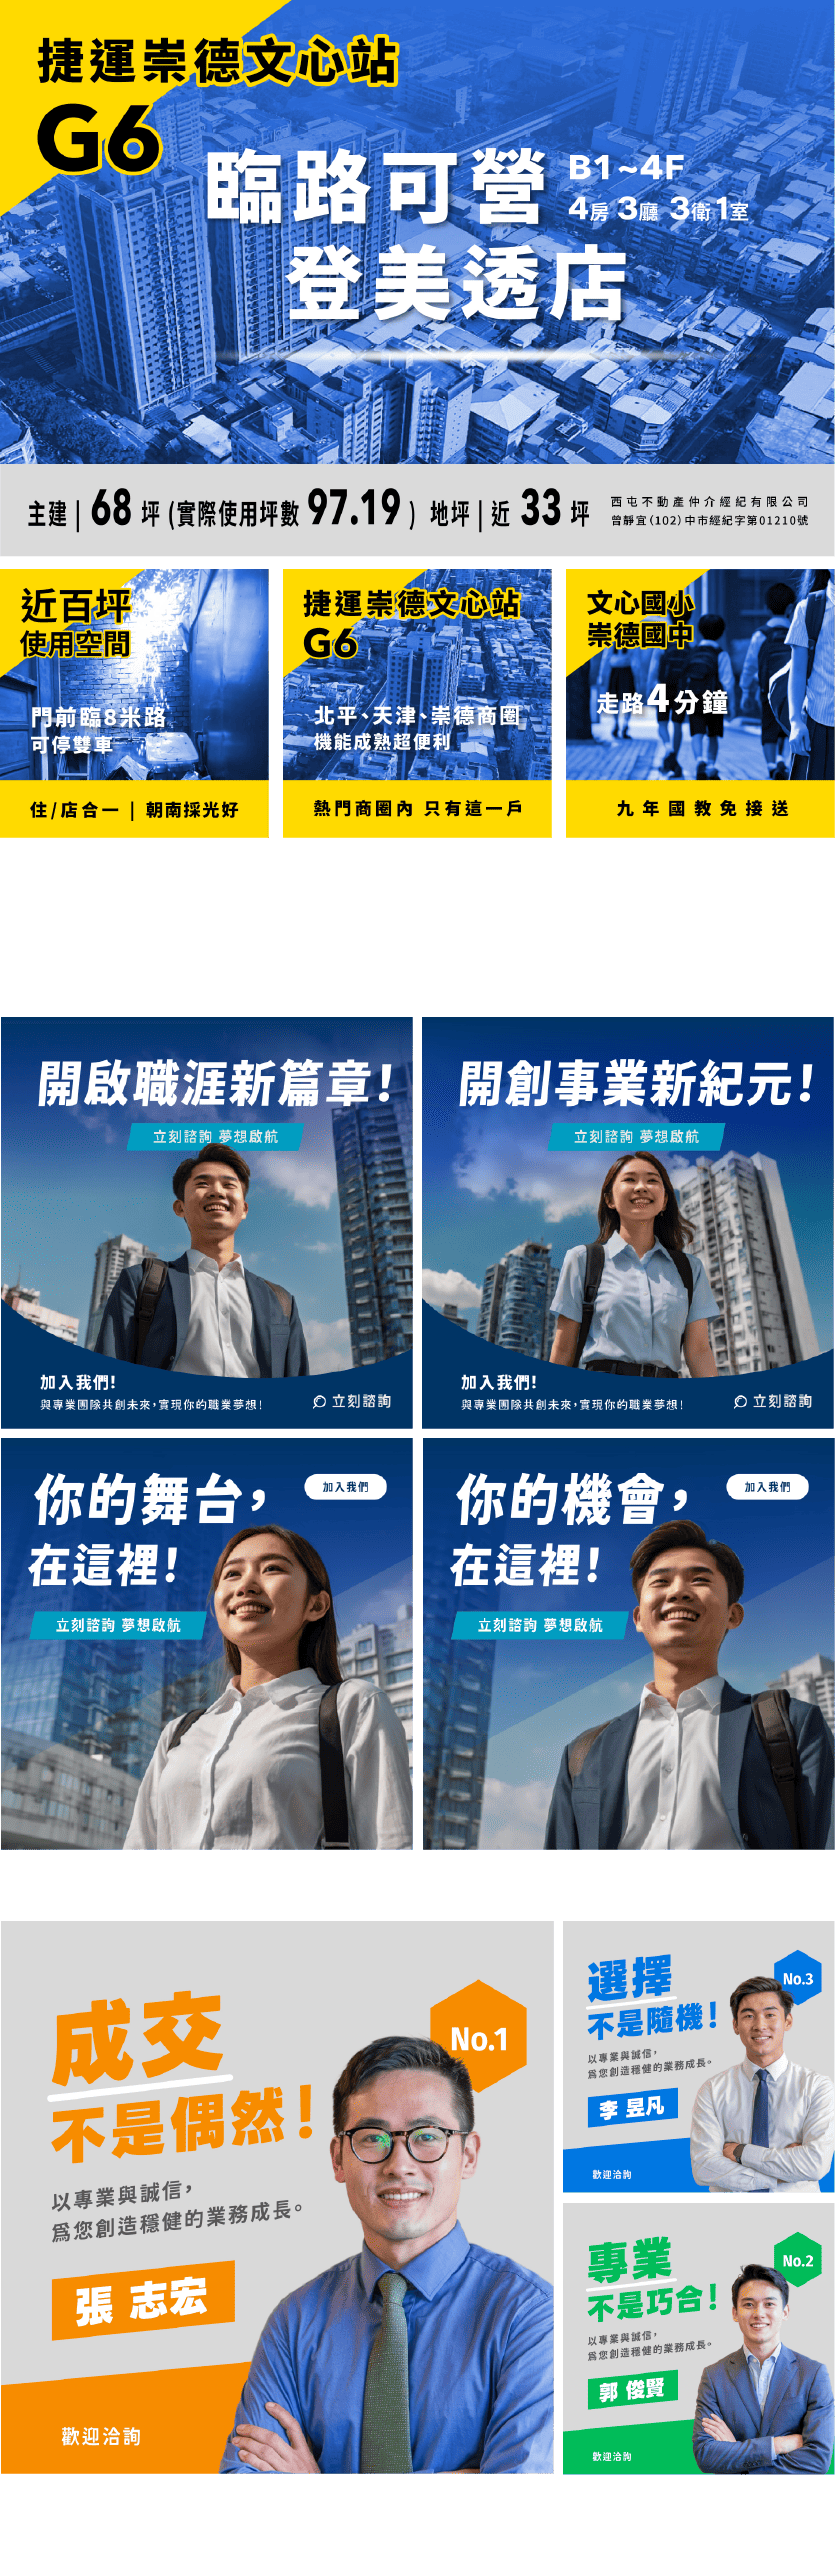 捷運崇德文心站
G6
臨路可營
B1~4F
4房 3廳 3衛 1室
登美透店
主建 | 68 坪 (實際使用坪數 97.19 ) 地坪 | 近 33 坪
西屯不動產仲介經紀有限公司
曾靜宜(102)中市經紀字第01210號
近百坪
使用空間
門前臨8米路
可停雙車
住/店合一 | 朝南採光好
捷運崇德文心站
G6
北平、天津、崇德商圈
機能成熟超便利
熱門商圈內 只有這一戶
文心國小
崇德國中
走路4分鐘
九年國教免接送
開啟職涯新篇章!
立刻諮詢 夢想啟航
加入我們!
與專業團隊共創未來,實現你的職業夢想!
立刻諮詢
開創事業新紀元!
立刻諮詢 夢想啟航
加入我們!
與專業團隊共創未來,實現你的職業夢想!
立刻諮詢
你的舞台,
在這裡!
加入我們
立刻諮詢 夢想啟航
你的機會,
在這裡!
加入我們
立刻諮詢 夢想啟航
成交
不是偶然!
No.1
以專業與誠信,
為您創造穩健的業務成長。
張 志宏
歡迎洽詢
選擇
不是隨機!
No.3
以專業與誠信,
為您創造穩健的業務成長。
李 昱凡
歡迎洽詢
專業
不是巧合!
No.2
以專業與誠信,
為您創造穩健的業務成長。
郭 俊賢
歡迎洽詢